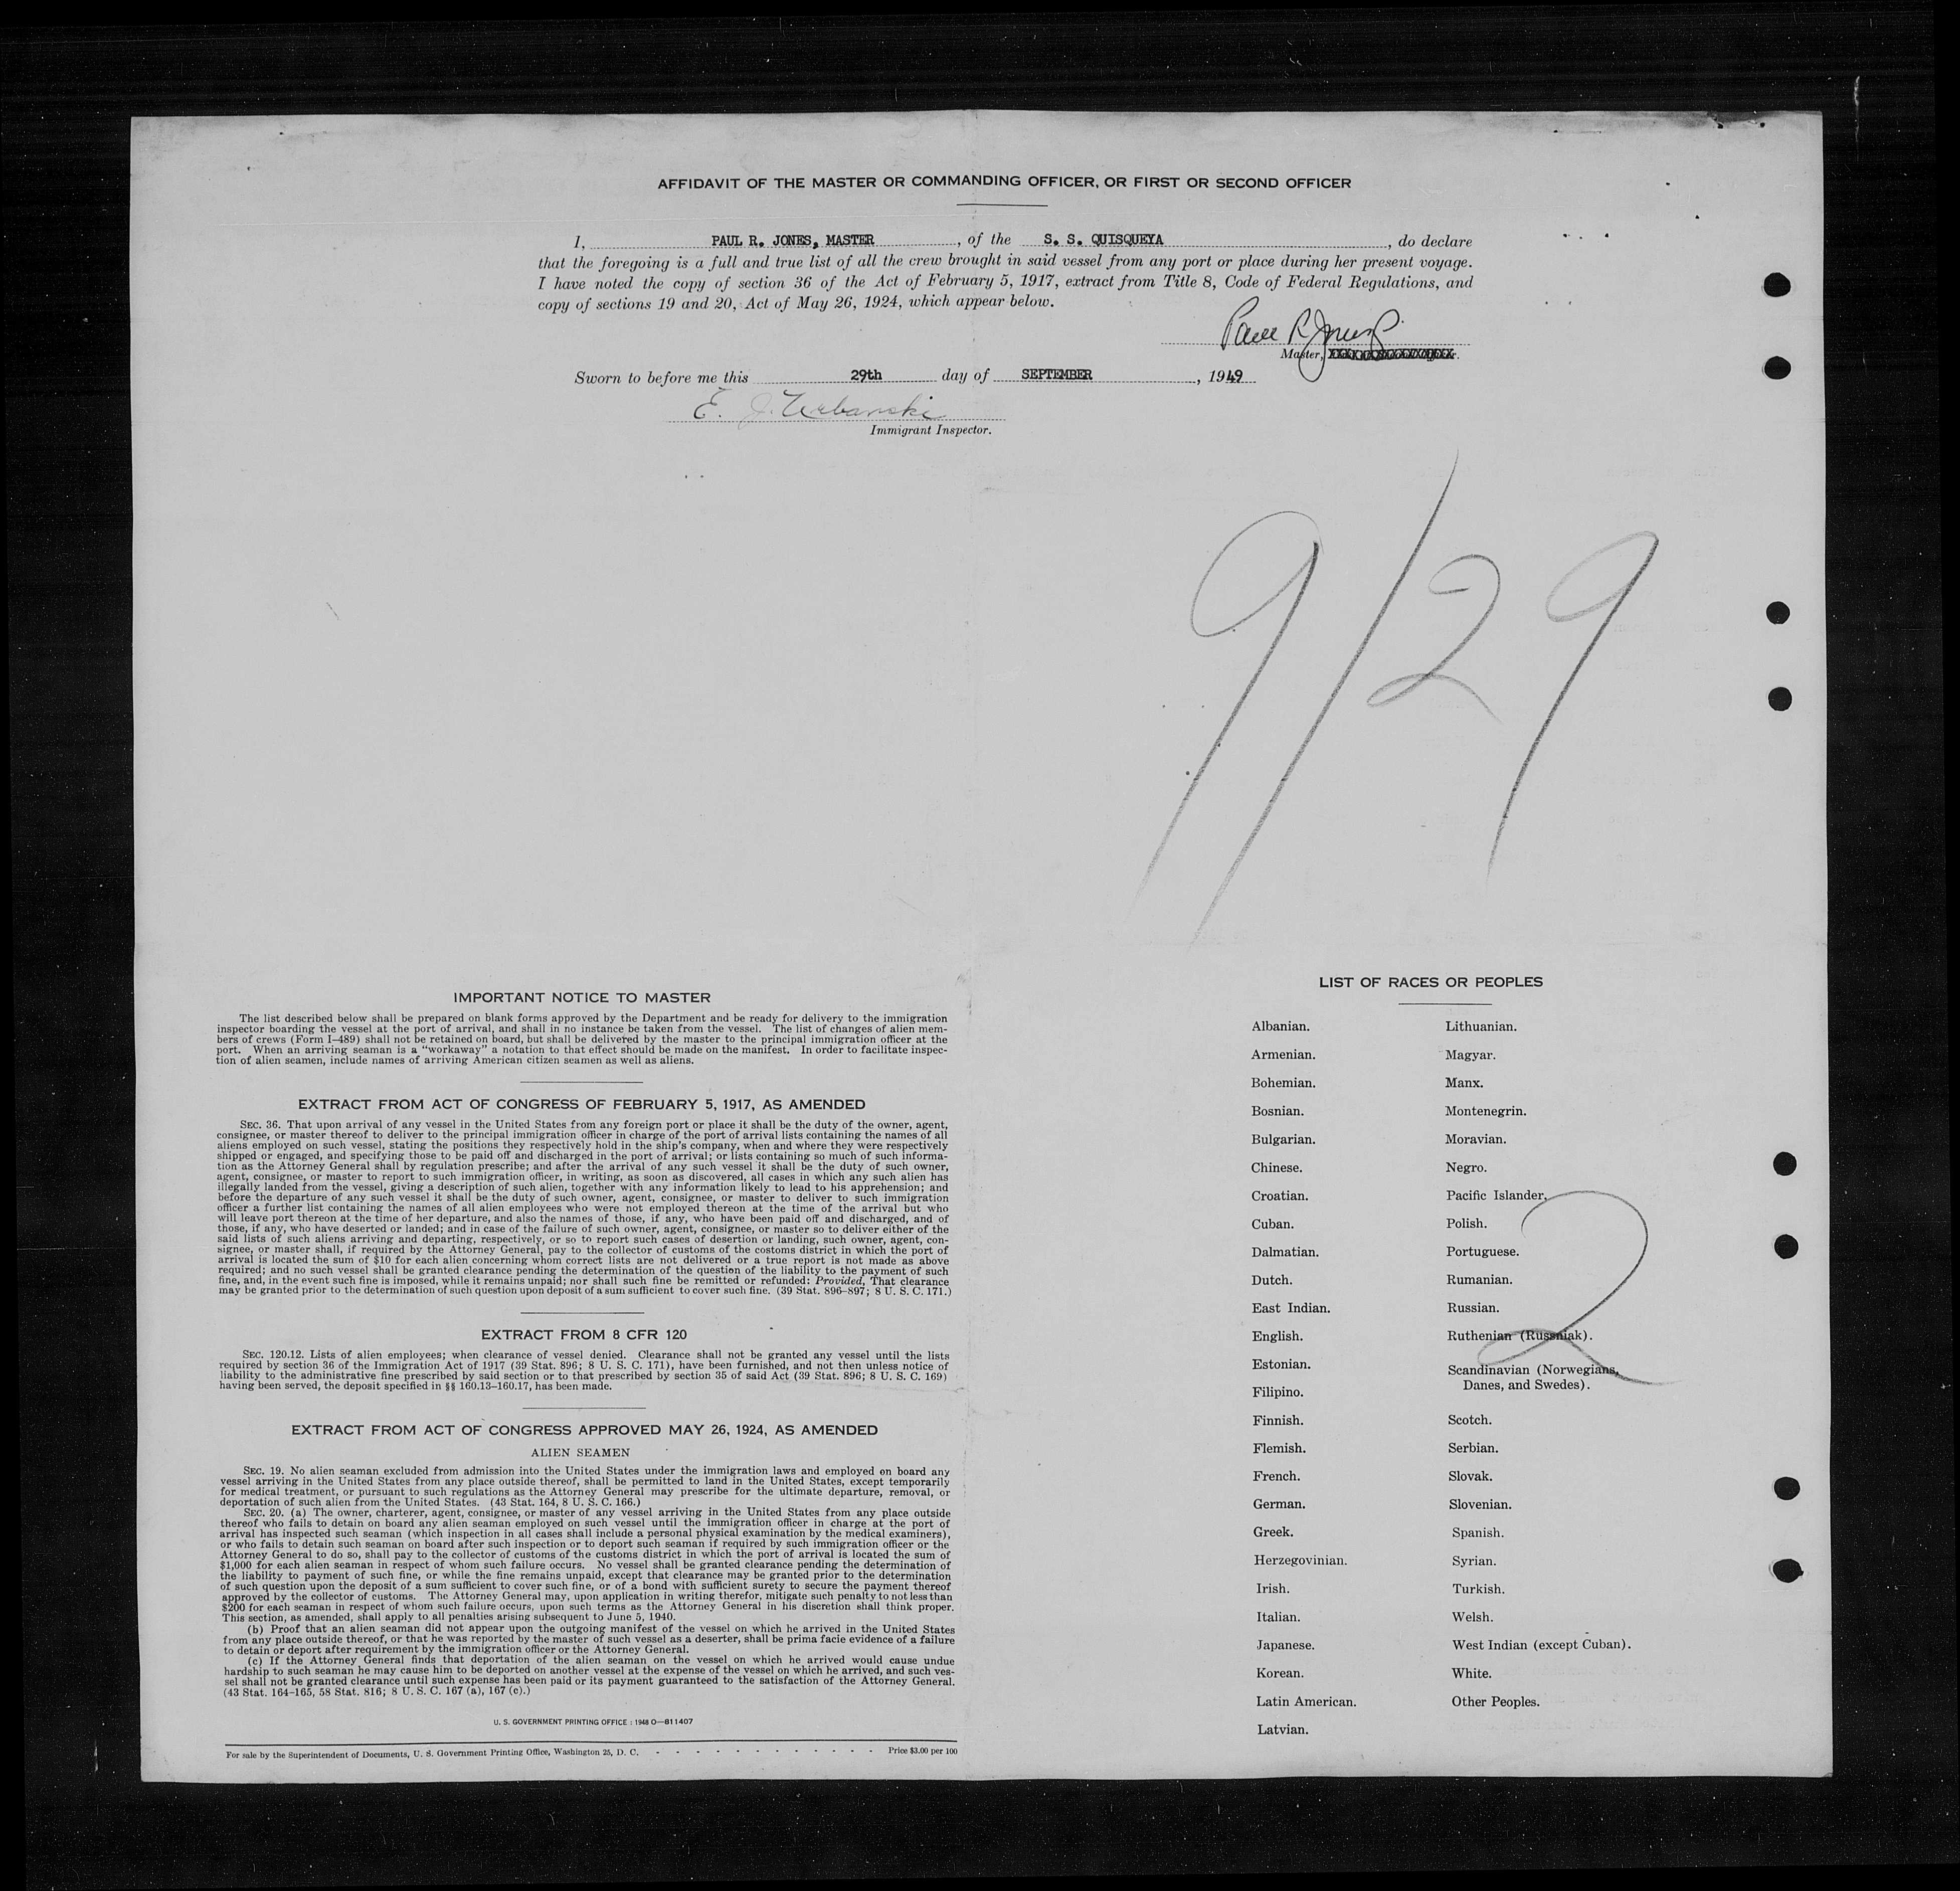 AFFIDAVIT OF THE MASTER OR COMMANDING OFFICER, OR FIRST OR SECOND OFFICER
I, PAUL R. JONES, MASTER, of the S. S. QUISQUEYA, do declare
that the foregoing is a full and true list of all the crew brought in said vessel from any port or place during her present voyage.
I have noted the copy of section 36 of the Act of February 5, 1917, extract from Title 8, Code of Federal Regulations, and
copy of sections 19 and 20, Act of May 26, 1924, which appear below.
Paul R Jones
Master,
Sworn to before me this 29th day of SEPTEMBER, 1949
E. J. Urbanski
Immigrant Inspector.
9/29
IMPORTANT NOTICE TO MASTER
The list described below shall be prepared on blank forms approved by the Department and be ready for delivery to the immigration
inspector boarding the vessel at the port of arrival, and shall in no instance be taken from the vessel. The list of changes of alien mem-
bers of crews (Form I–489) shall not be retained on board, but shall be delivered by the master to the principal immigration officer at the
port. When an arriving seaman is a “workaway” a notation to that effect should be made on the manifest. In order to facilitate inspec-
tion of alien seamen, include names of arriving American citizen seamen as well as aliens.
EXTRACT FROM ACT OF CONGRESS OF FEBRUARY 5, 1917, AS AMENDED
SEC. 36. That upon arrival of any vessel in the United States from any foreign port or place it shall be the duty of the owner, agent,
consignee, or master thereof to deliver to the principal immigration officer in charge of the port of arrival lists containing the names of all
aliens employed on such vessel, stating the positions they respectively hold in the ship's company, when and where they were respectively
shipped or engaged, and specifying those to be paid off and discharged in the port of arrival; or lists containing so much of such informa-
tion as the Attorney General shall by regulation prescribe; and after the arrival of any such vessel it shall be the duty of such owner,
agent, consignee, or master to report to such immigration officer, in writing, as soon as discovered, all cases in which any such alien has
illegally landed from the vessel, giving a description of such alien, together with any information likely to lead to his apprehension; and
before the departure of any such vessel it shall be the duty of such owner, agent, consignee, or master to deliver to such immigration
officer a further list containing the names of all alien employees who were not employed thereon at the time of the arrival but who
will leave port thereon at the time of her departure, and also the names of those, if any, who have been paid off and discharged, and of
those, if any, who have deserted or landed; and in case of the failure of such owner, agent, consignee, or master so to deliver either of the
said lists of such aliens arriving and departing, respectively, or so to report such cases of desertion or landing, such owner, agent, con-
signee, or master shall, if required by the Attorney General, pay to the collector of customs of the costoms district in which the port of
arrival is located the sum of $10 for each alien concerning whom correct lists are not delivered or a true report is not made as above
required; and no such vessel shall be granted clearance pending the determination of the question of the liability to the payment of such
fine, and, in the event such fine is imposed, while it remains unpaid; nor shall such fine be remitted or refunded: Provided, That clearance
may be granted prior to the determination of such question upon deposit of a sum sufficient to cover such fine. (39 Stat. 896–897; 8 U. S. C. 171.)
EXTRACT FROM 8 CFR 120
SEC. 120.12. Lists of alien employees; when clearance of vessel denied. Clearance shall not be granted any vessel until the lists
required by section 36 of the Immigration Act of 1917 (39 Stat. 896; 8 U. S. C. 171), have been furnished, and not then unless notice of
liability to the administrative fine prescribed by said section or to that prescribed by section 35 of said Act (39 Stat. 896; 8 U. S. C. 169)
having been served, the deposit specified in §§ 160.13–160.17, has been made.
EXTRACT FROM ACT OF CONGRESS APPROVED MAY 26, 1924, AS AMENDED
ALIEN SEAMEN
SEC. 19. No alien seaman excluded from admission into the United States under the immigration laws and employed on board any
vessel arriving in the United States from any place outside thereof, shall be permitted to land in the United States, except temporarily
for medical treatment, or pursuant to such regulations as the Attorney General may prescribe for the ultimate departure, removal, or
deportation of such alien from the United States. (43 Stat. 164, 8 U. S. C. 166.)
SEC. 20. (a) The owner, charterer, agent, consignee, or master of any vessel arriving in the United States from any place outside
thereof who fails to detain on board any alien seaman employed on such vessel until the immigration officer in charge at the port of
arrival has inspected such seaman (which inspection in all cases shall include a personal physical examination by the medical examiners),
or who fails to detain such seaman on board after such inspection or to deport such seaman if required by such immigration officer or the
Attorney General to do so, shall pay to the collector of customs of the customs district in which the port of arrival is located the sum of
$1,000 for each alien seaman in respect of whom such failure occurs. No vessel shall be granted clearance pending the determination of
the liability to payment of such fine, or while the fine remains unpaid, except that clearance may be granted prior to the determination
of such question upon the deposit of a sum sufficient to cover such fine, or of a bond with sufficient surety to secure the payment thereof
approved by the collector of customs. The Attorney General may, upon application in writing therefor, mitigate such penalty to not less than
$200 for each seaman in respect of whom such failure occurs, upon such terms as the Attorney General in his discretion shall think proper.
This section, as amended, shall apply to all penalties arising subsequent to June 5, 1940.
(b) Proof that an alien seaman did not appear upon the outgoing manifest of the vessel on which he arrived in the United States
from any place outside thereof, or that he was reported by the master of such vessel as a deserter, shall be prima facie evidence of a failure
to detain or deport after requirement by the immigration officer or the Attorney General.
(c) If the Attorney General finds that deportation of the alien seaman on the vessel on which he arrived would cause undue
hardship to such seaman he may cause him to be deported on another vessel at the expense of the vessel on which he arrived, and such ves-
sel shall not be granted clearance until such expense has been paid or its payment guaranteed to the satisfaction of the Attorney General.
(43 Stat. 164–165, 58 Stat. 816; 8 U. S. C. 167 (a), 167 (c).)
U. S. GOVERNMENT PRINTING OFFICE : 1948 O—811407
For sale by the Superintendent of Documents, U. S. Government Printing Office, Washington 25, D. C. - - - - - - - - - - - - Price $3.00 per 100
LIST OF RACES OR PEOPLES
Albanian.
Armenian.
Bohemian.
Bosnian.
Bulgarian.
Chinese.
Croatian.
Cuban.
Dalmatian.
Dutch.
East Indian.
English.
Estonian.
Filipino.
Finnish.
Flemish.
French.
German.
Greek.
Herzegovinian.
Irish.
Italian.
Japanese.
Korean.
Latin American.
Latvian.
Lithuanian.
Magyar.
Manx.
Montenegrin.
Moravian.
Negro.
Pacific Islander.
Polish.
Portuguese.
Rumanian.
Russian.
Ruthenian (Russniak).
Scandinavian (Norwegians,
Danes, and Swedes).
Scotch.
Serbian.
Slovak.
Slovenian.
Spanish.
Syrian.
Turkish.
Welsh.
West Indian (except Cuban).
White.
Other Peoples.
2